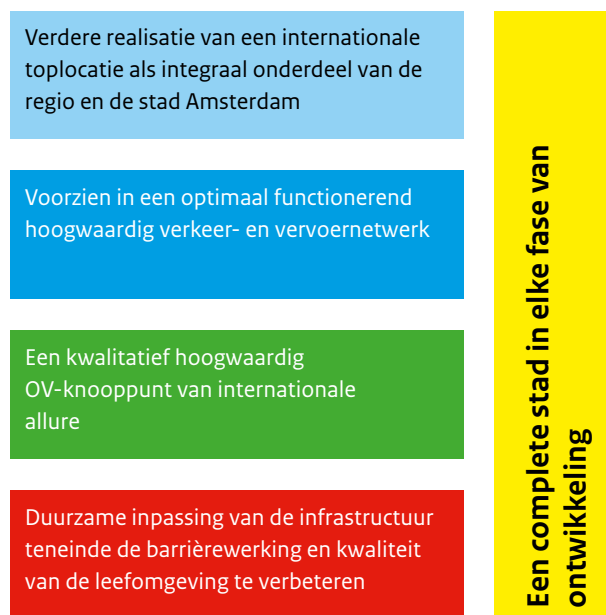 Verdere realisatie van een internationale
toplocatie als integraal onderdeel van de
regio en de stad Amsterdam
Voorzien in een optimaal functionerend
hoogwaardig verkeer- en vervoernetwerk
Een kwalitatief hoogwaardig
OV-knooppunt van internationale
allure
Duurzame inpassing van de infrastructuur
teneinde de barrièrewerking en kwaliteit
van de leefomgeving te verbeteren
Een complete stad in elke fase van
ontwikkeling